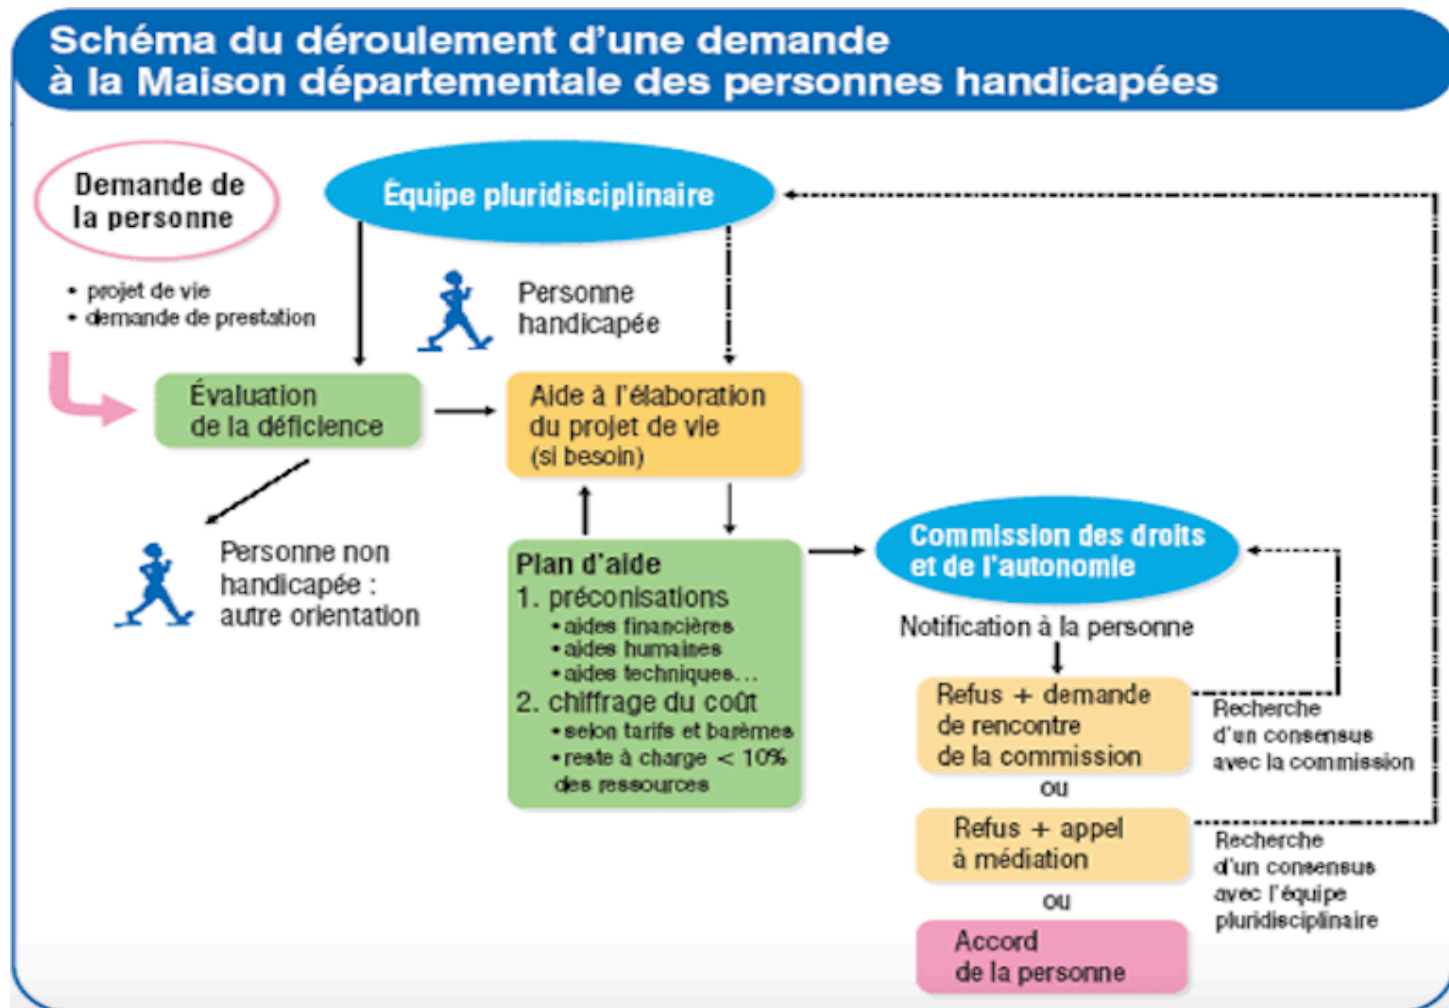 Schéma du déroulement d'une demande
à la Maison départementale des personnes handicapées
Demande de
la personne
• projet de vie
• demande de prestation
Équipe pluridisciplinaire
Personne
handicapée
Évaluation
de la déficience
Aide à l'élaboration
du projet de vie
(si besoin)
Personne non
handicapée :
autre orientation
Plan d'aide
1. préconisations
• aides financières
• aides humaines
• aides techniques...
2. chiffrage du coût
• selon tarifs et barèmes
• reste à charge < 10%
des ressources
Commission des droits
et de l'autonomie
Notification à la personne
Refus + demande
de rencontre
de la commission
Recherche
d'un consensus
avec la commission
ou
Refus + appel
à médiation
Recherche
d'un consensus
avec l'équipe
pluridisciplinaire
ou
Accord
de la personne